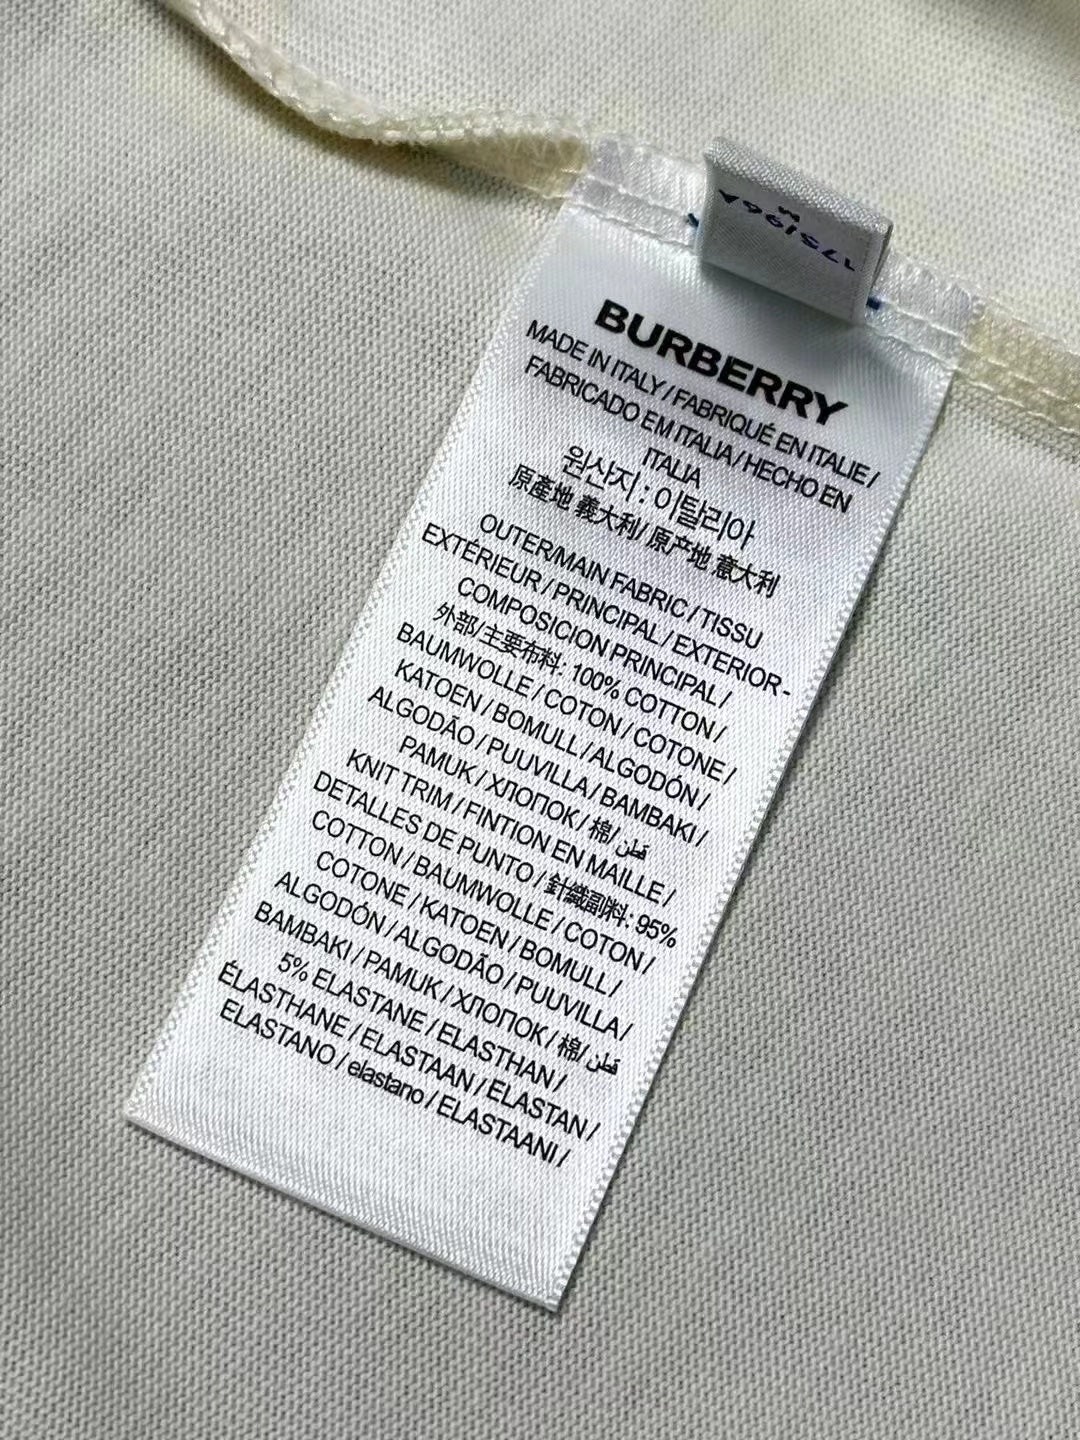 175/96A
M
BURBERRY
MADE IN ITALY / FABRIQUÉ EN ITALIE /
FABRICADO EM ITALIA / HECHO EN
ITALIA
원산지 : 이탈리아
原產地 義大利/ 原产地 意大利
OUTER/MAIN FABRIC / TISSU
EXTÉRIEUR / PRINCIPAL / EXTERIOR -
COMPOSICION PRINCIPAL /
外部/主要布料: 100% COTTON /
BAUMWOLLE / COTON / COTONE /
KATOEN / BOMULL / ALGODÓN /
ALGODÃO / PUUVILLA / BAMBAKI /
PAMUK / ХЛОПОК / 棉/ قطن
KNIT TRIM / FINTION EN MAILLE /
DETALLES DE PUNTO / 針織副料: 95%
COTTON / BAUMWOLLE / COTON /
COTONE / KATOEN / BOMULL /
ALGODÓN / ALGODÃO / PUUVILLA /
BAMBAKI / PAMUK / ХЛОПОК / 棉/ قطن
5% ELASTANE / ELASTHAN /
ÉLASTHANE / ELASTAAN / ELASTAN /
ELASTANO / elastano / ELASTAANI /